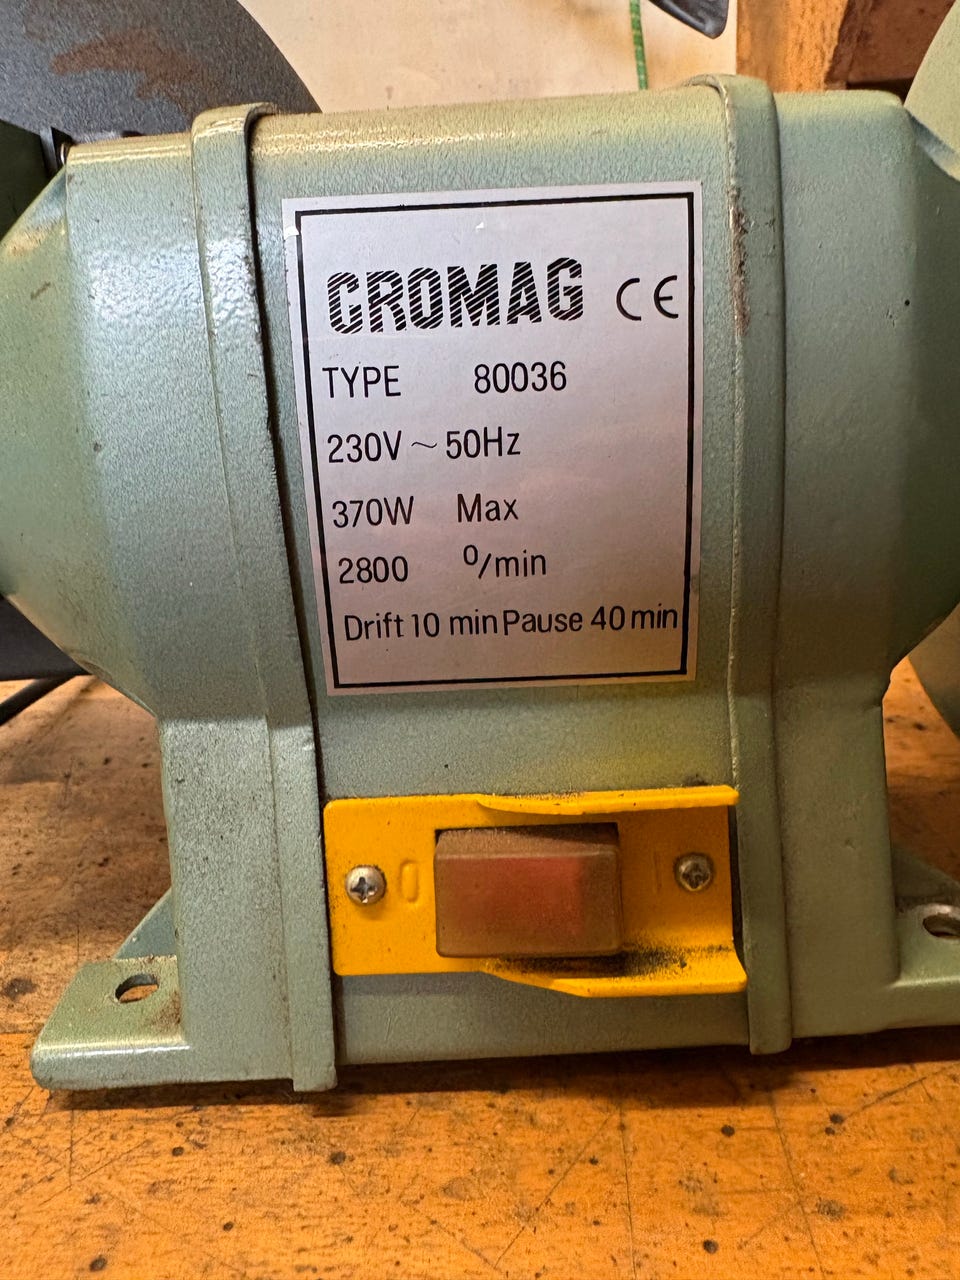 CROMAG CE
TYPE 80036
230V ~ 50Hz
370W Max
2800 o/min
Drift 10 min Pause 40 min
0 I